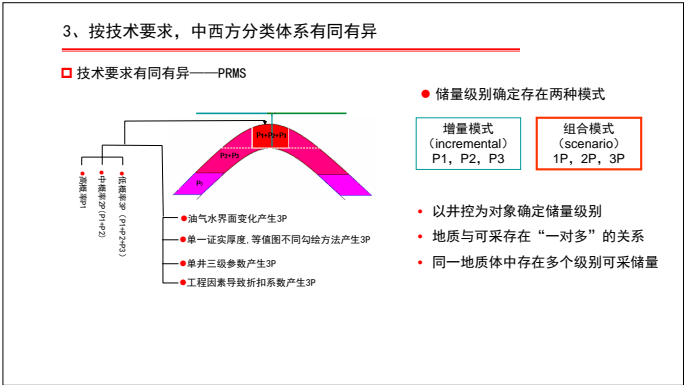 3、按技术要求，中西方分类体系有同有异
技术要求有同有异——PRMS
P1+P2+P3
P2+P3
P3
高概率P1
中概率2P(P1+P2)
低概率3P（P1+P2+P3）
油气水界面变化产生3P
单一证实厚度,等值图不同勾绘方法产生3P
单井三级参数产生3P
工程因素导致折扣系数产生3P
储量级别确定存在两种模式
增量模式
（incremental）
P1，P2，P3
组合模式
（scenario）
1P，2P，3P
以井控为对象确定储量级别
地质与可采存在“一对多”的关系
同一地质体中存在多个级别可采储量